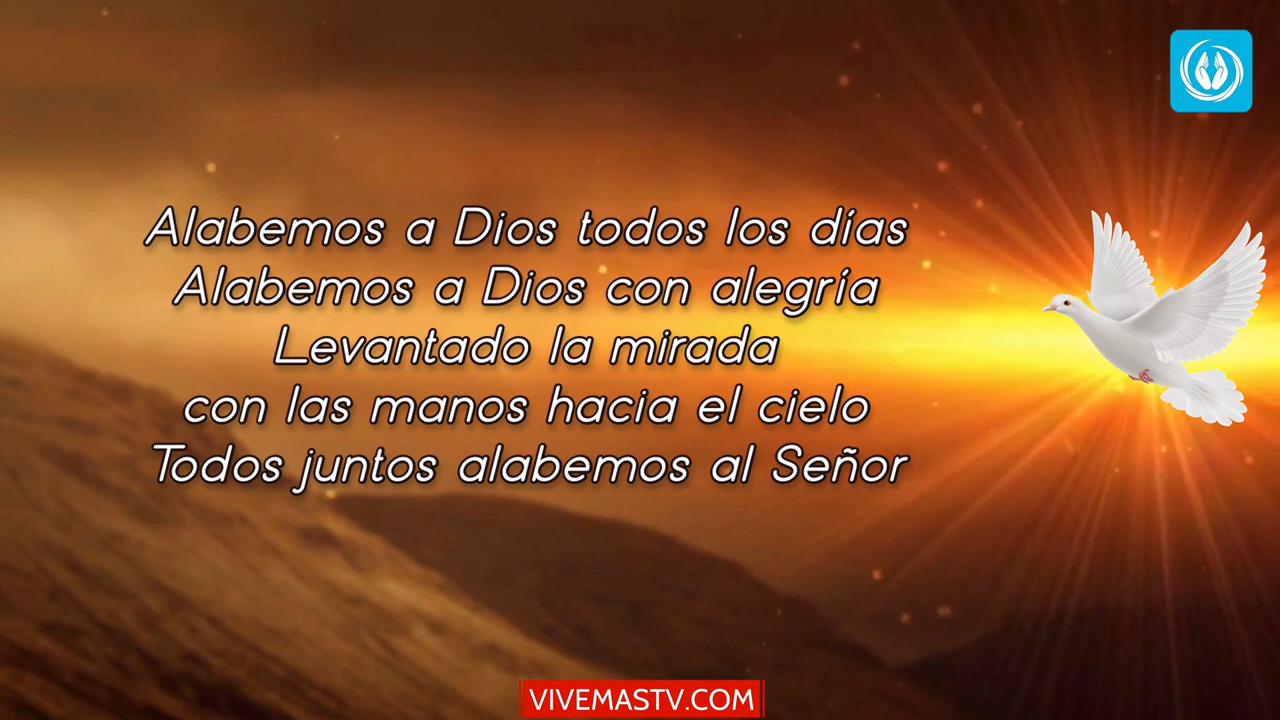 Alabemos a Dios todos los días
Alabemos a Dios con alegría
Levantado la mirada
con las manos hacia el cielo
Todos juntos alabemos al Señor
VIVEMASTV.COM